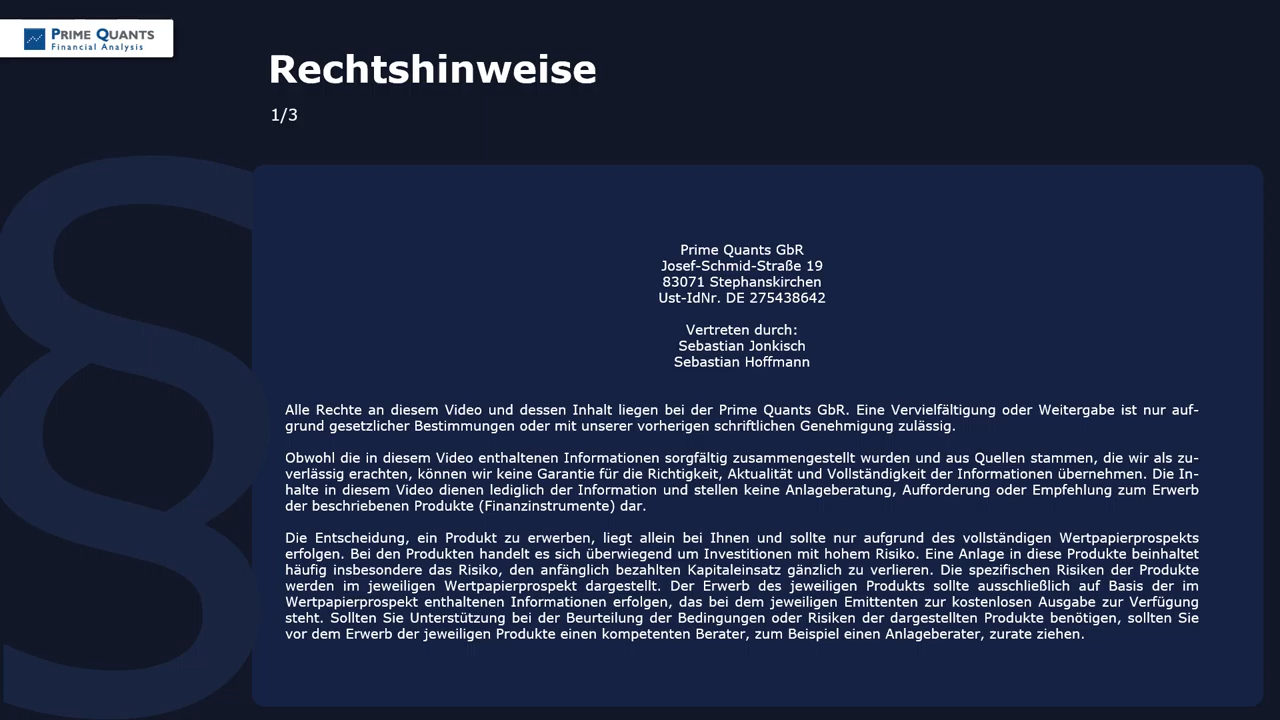 PRIME QUANTS
Financial Analysis
Rechtshinweise
1/3
Prime Quants GbR
Josef-Schmid-Straße 19
83071 Stephanskirchen
Ust-IdNr. DE 275438642
Vertreten durch:
Sebastian Jonkisch
Sebastian Hoffmann
Alle Rechte an diesem Video und dessen Inhalt liegen bei der Prime Quants GbR. Eine Vervielfältigung oder Weitergabe ist nur auf-
grund gesetzlicher Bestimmungen oder mit unserer vorherigen schriftlichen Genehmigung zulässig.
Obwohl die in diesem Video enthaltenen Informationen sorgfältig zusammengestellt wurden und aus Quellen stammen, die wir als zu-
verlässig erachten, können wir keine Garantie für die Richtigkeit, Aktualität und Vollständigkeit der Informationen übernehmen. Die In-
halte in diesem Video dienen lediglich der Information und stellen keine Anlageberatung, Aufforderung oder Empfehlung zum Erwerb
der beschriebenen Produkte (Finanzinstrumente) dar.
Die Entscheidung, ein Produkt zu erwerben, liegt allein bei Ihnen und sollte nur aufgrund des vollständigen Wertpapierprospekts
erfolgen. Bei den Produkten handelt es sich überwiegend um Investitionen mit hohem Risiko. Eine Anlage in diese Produkte beinhaltet
häufig insbesondere das Risiko, den anfänglich bezahlten Kapitaleinsatz gänzlich zu verlieren. Die spezifischen Risiken der Produkte
werden im jeweiligen Wertpapierprospekt dargestellt. Der Erwerb des jeweiligen Produkts sollte ausschließlich auf Basis der im
Wertpapierprospekt enthaltenen Informationen erfolgen, das bei dem jeweiligen Emittenten zur kostenlosen Ausgabe zur Verfügung
steht. Sollten Sie Unterstützung bei der Beurteilung der Bedingungen oder Risiken der dargestellten Produkte benötigen, sollten Sie
vor dem Erwerb der jeweiligen Produkte einen kompetenten Berater, zum Beispiel einen Anlageberater, zurate ziehen.
§